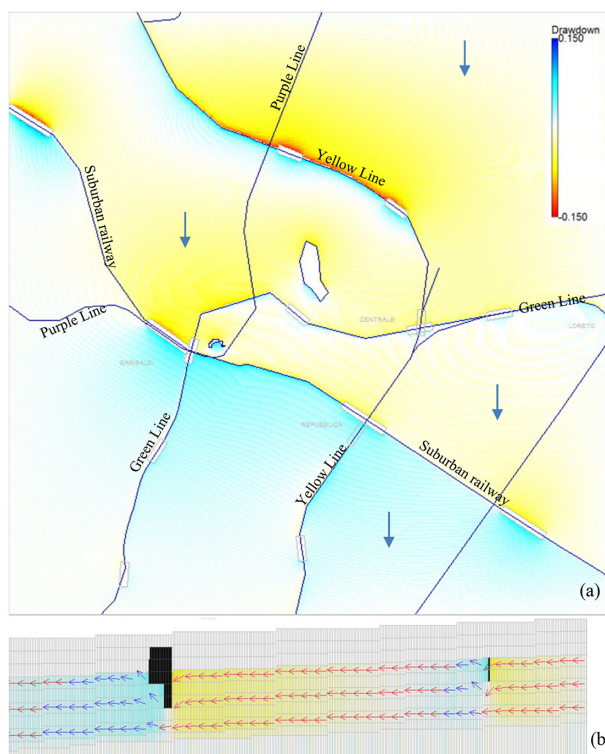 Drawdown
0.150
-0.150
Purple Line
Yellow Line
Suburban railway
Purple Line
Green Line
CENTRALE
LORETO
GARIBALDI
REPUBBLICA
Green Line
Yellow Line
Suburban railway
(a)
(b)